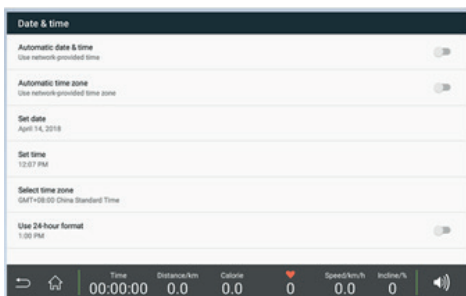 Date & time
Automatic date & time
Use network-provided time
Automatic time zone
Use network-provided time zone
Set date
April 14, 2018
Set time
12:07 PM
Select time zone
GMT+08:00 China Standard Time
Use 24-hour format
1:00 PM
Time Distance/km Calorie Speed/km/h Incline/%
00:00:00 0.0 0.0 0 0.0 0